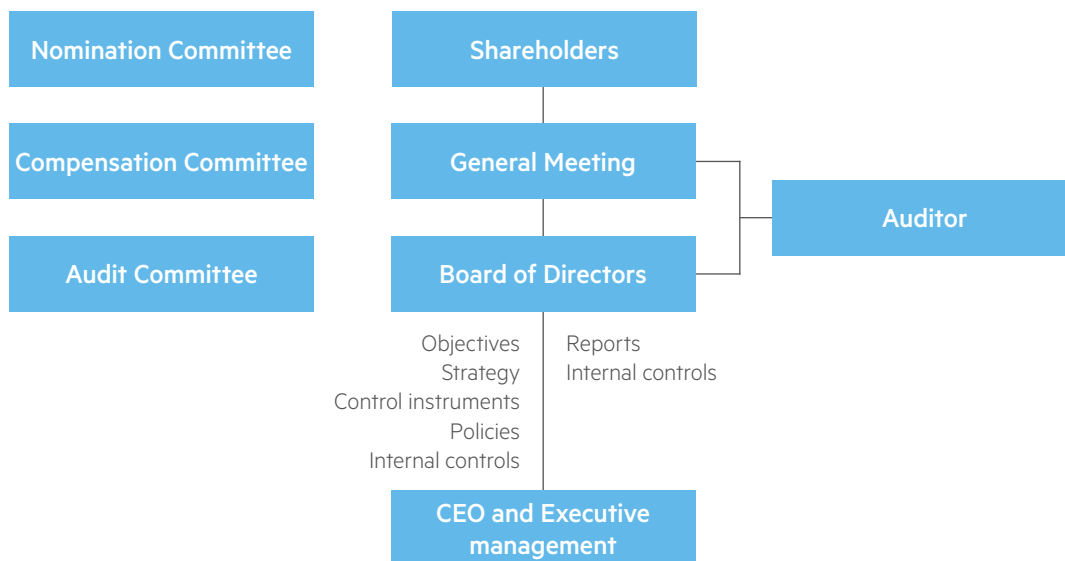 Nomination Committee
Shareholders
Compensation Committee
General Meeting
Auditor
Audit Committee
Board of Directors
Objectives
Strategy
Control instruments
Policies
Internal controls
Reports
Internal controls
CEO and Executive
management